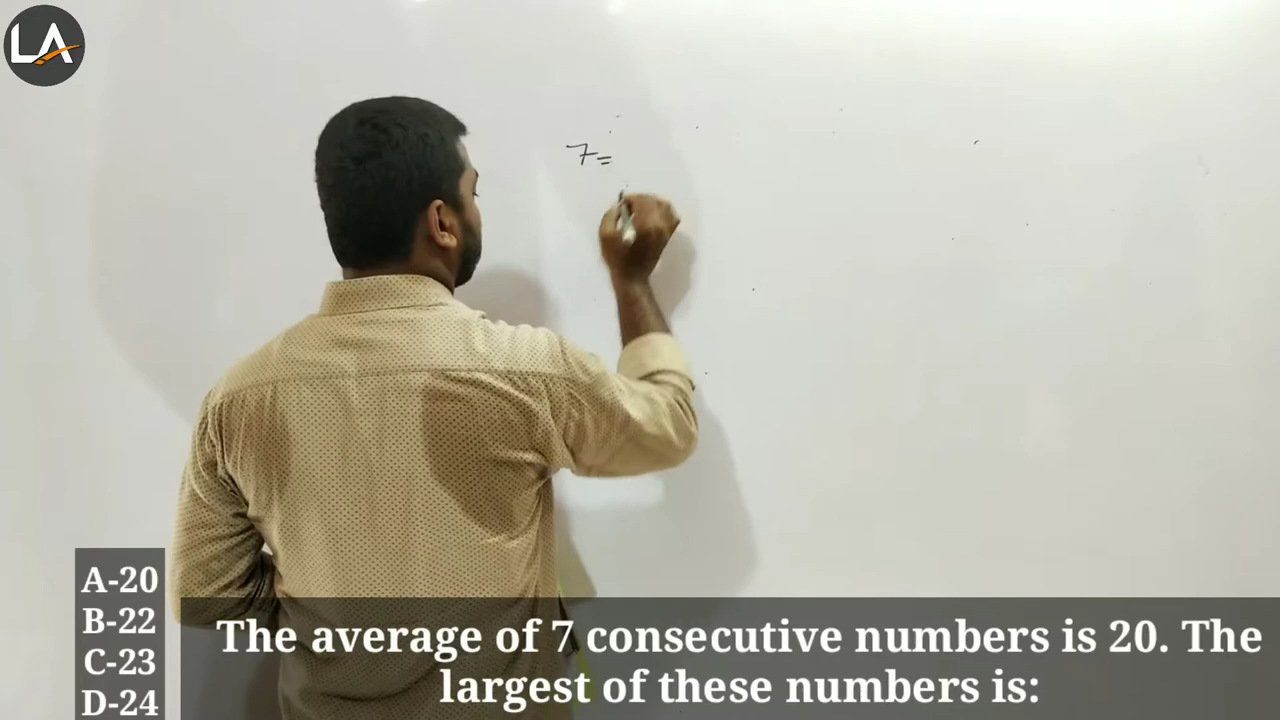 LA
7=
A-20
B-22
C-23
D-24
The average of 7 consecutive numbers is 20. The
largest of these numbers is: